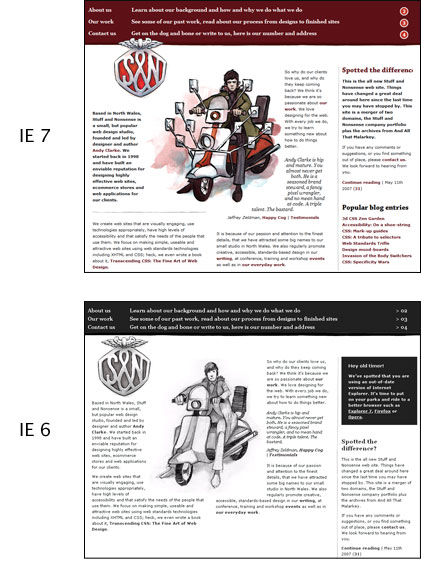 About us Learn about our background and how and why we do what we do 2
Our work See some of our past work, read about our process from designs to finished sites 3
Contact us Get on the dog and bone or write to us, here is our number and address 4
IE 7
S&N
Based in North Wales, Stuff
and Nonsense is
a small, but popular
web design studio,
founded and led by
designer and author
Andy Clarke. We started
back in 1998
and have built an
enviable reputation for
designing highly
effective web sites,
ecommerce stores and
web applications for
our clients.
So why do our clients
love us, and why do
they keep coming
back? We think it's
because we are as
passionate about our
work. We love
designing for the web.
With every job we do,
we try to learn
something new about
how to do things
better.
Andy Clarke is hip
and mature. You
almost never get
both. He is a
seasoned brand
steward, a fancy
pixel wrangler,
and no mean hand
at code. A triple
talent. The bastard.
Jeffrey Zeldman, Happy Cog | Testimonials
We create web sites that are visually engaging, use
technologies appropriately, have high levels of accessibility
and that satisfy the needs of the people that
use them. We focus on making simple, useable and
attractive web sites using web standards technologies
including XHTML and CSS; heck, we even wrote a book
about it, Transcending CSS: The Fine Art of Web
Design.
It is because of our passion and attention to the finest
details, that we have attracted some big names to our
small studio in North Wales. We also regularly promote
creative, accessible, standards-based design in our
writing, at conference, training and workshop events
as well as in our everyday work.
Spotted the differenc
This is the all new Stuff and
Nonsense web site. Things
have changed a great deal
around here since the last time
you may have stopped by. This
site is a merger of two
domains, the Stuff and
Nonsense company portfolio
plus the archives from And All
That Malarkey.
If you have any comments or
suggestions, or you find something
out of place, please contact us.
We look forward to hearing
from you.
Continue reading | May 11th
2007 (31)
Popular blog entries
3d CSS Zen Garden
Accessibility: On a shoe-string
CSS: Mark-up guides
CSS: A tribute to selectors
Web Standards Trifle
Design mood boards
Invasion of the Body Switchers
CSS: Specificity Wars
About us Learn about our background and how and why we do what we do > 02
Our work See some of our past work, read about our process from designs to finished sites > 03
Contact us Get on the dog and bone or write to us, here is our number and address > 04
IE 6
S&N
Based in North Wales, Stuff
and Nonsense is a small,
but popular web design
studio, founded and led by
designer and author Andy
Clarke. We started back in
1998 and have built an
enviable reputation for
designing highly effective
web sites, ecommerce stores
and web applications
for our clients.
We create web sites that
are visually engaging, use
technologies appropriately,
have high levels of
accessibility and that satisfy the needs of the people that
use them. We focus on making simple, useable and
attractive web sites using web standards technologies
including XHTML and CSS; heck, we even wrote a book
about it, Transcending CSS: The Fine Art of Web
Design.
So why do our clients love us,
and why do they keep coming
back? We think it's because we
are as passionate about our
work. We love designing for the
web. With every job we do, we
try to learn something new
about how to do things better.
Andy Clarke is hip and
mature. You almost never get
both. He is a seasoned brand
steward, a fancy pixel
wrangler, and no mean hand
at code. A triple talent. The
bastard.
Jeffrey Zeldman, Happy Cog
| Testimonials
It is because of our passion and
attention to the finest details,
that we have attracted some big
names to our small studio in
North Wales. We also regularly
promote creative,
accessible, standards-based design in our writing, at
conference, training and workshop events as well as in
our everyday work.
Hey old timer!
We've spotted that you
are using an out-of-date
version of Internet
Explorer. It's time to put
on your parka and ride to a
better browser such as
Explorer 7, Firefox or
Opera.
Spotted the
difference?
This is the all new Stuff and
Nonsense web site. Things have
changed a great deal around here
since the last time you may have
stopped by. This site is a merger of
two domains, the Stuff and
Nonsense company portfolio plus
the archives from And All That
Malarkey.
If you have any comments or
suggestions, or you find something
out of place, please contact us. We
look forward to hearing from you.
Continue reading | May 11th
2007 (31)